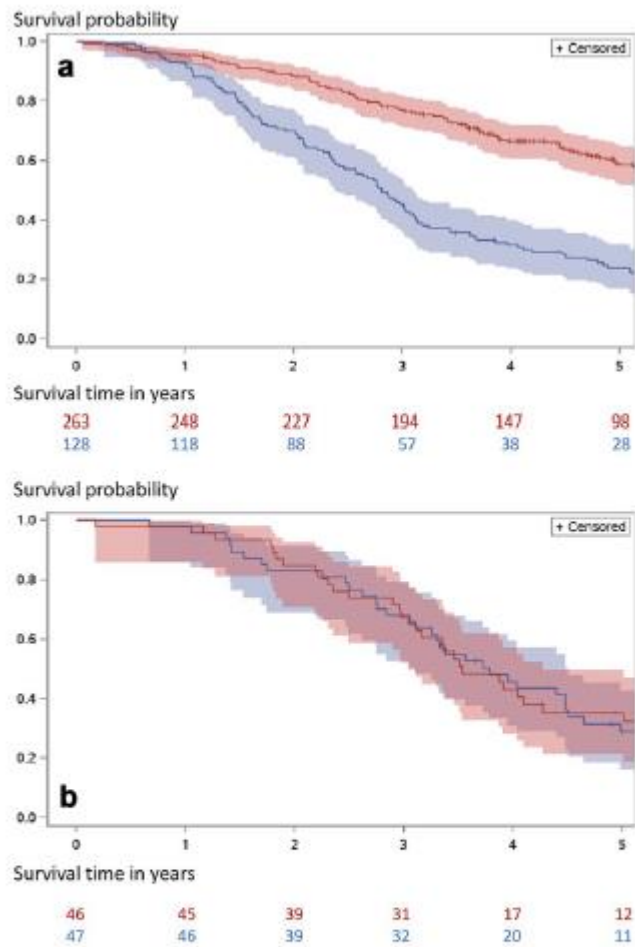 Survival probability
1.0
+ Censored
a
0.8
0.6
0.4
0.2
0.0
0 1 2 3 4 5
Survival time in years
263 248 227 194 147 98
128 118 88 57 38 28
Survival probability
1.0
+ Censored
0.8
0.6
0.4
0.2
b
0.0
0 1 2 3 4 5
Survival time in years
46 45 39 31 17 12
47 46 39 32 20 11